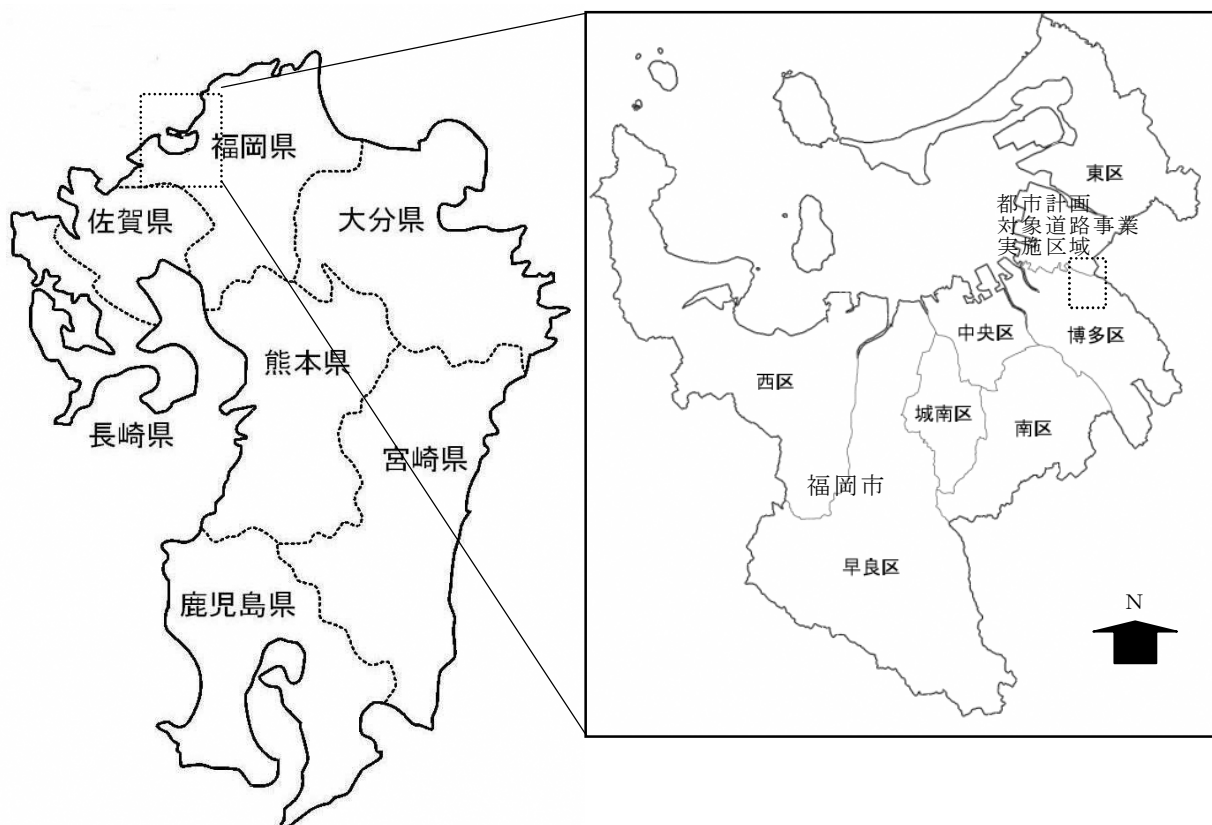 福岡県
佐賀県
大分県
熊本県
長崎県
宮崎県
鹿児島県
東区
都市計画
対象道路事業
実施区域
中央区
博多区
西区
城南区
南区
福岡市
早良区
N